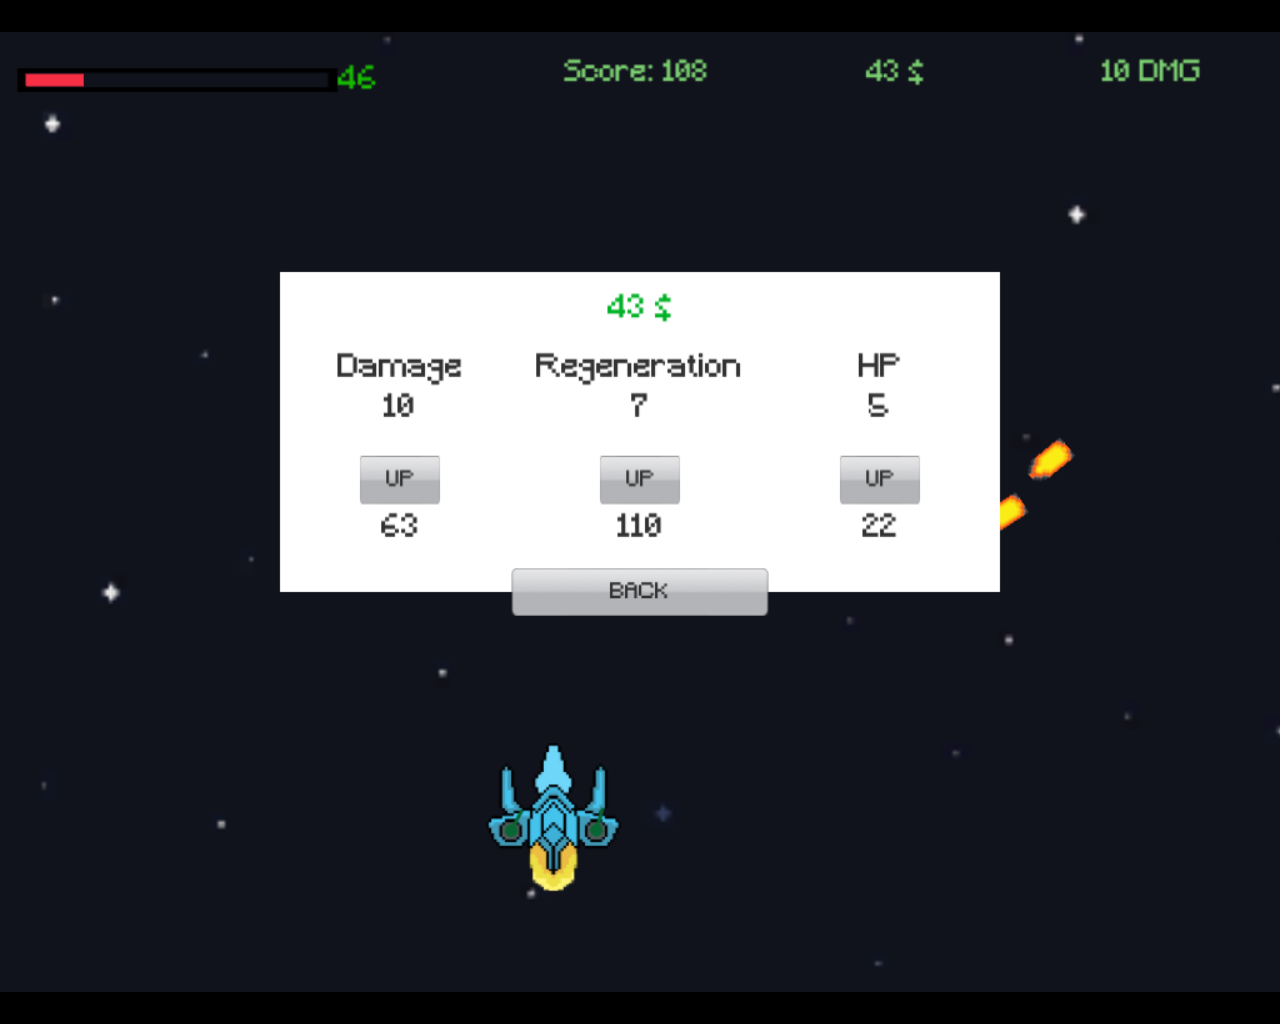 46 Score: 108 43 $ 10 DMG
43 $
Damage Regeneration HP
10 7 5
UP UP UP
63 110 22
BACK